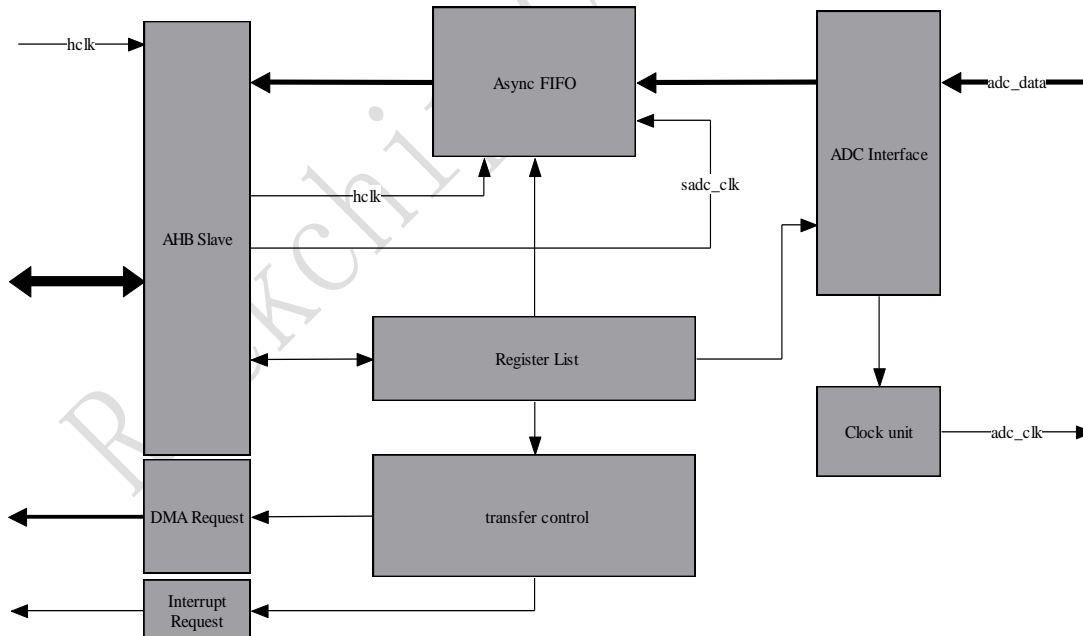 hclk
Async FIFO
adc_data
ADC Interface
sadc_clk
hclk
AHB Slave
Register List
Clock unit
adc_clk
DMA Request
transfer control
Interrupt
Request